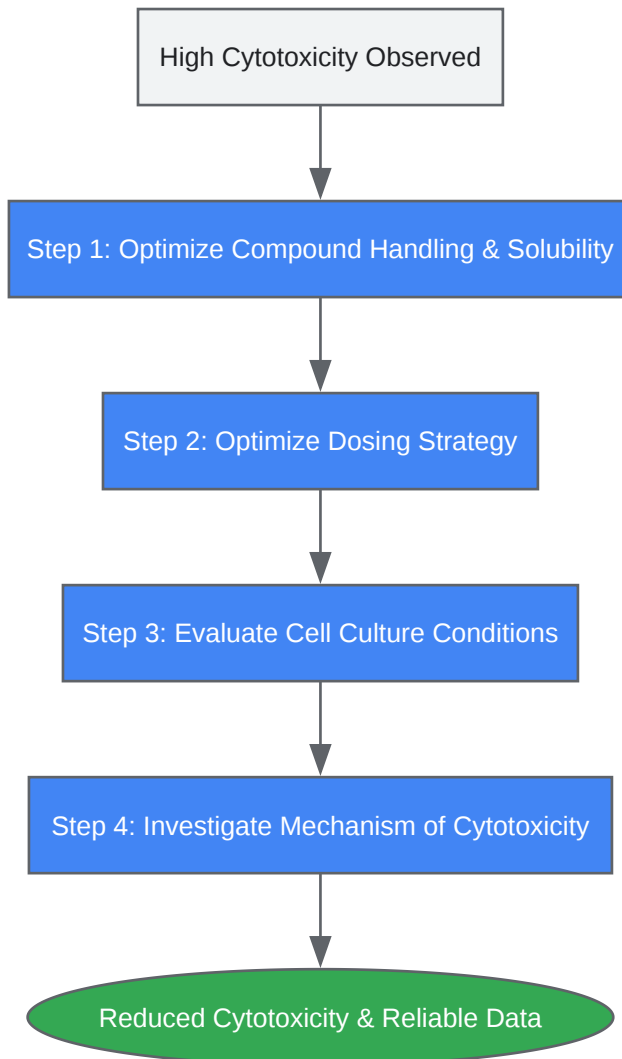 High Cytotoxicity Observed
Step 1: Optimize Compound Handling & Solubility
Step 2: Optimize Dosing Strategy
Step 3: Evaluate Cell Culture Conditions
Step 4: Investigate Mechanism of Cytotoxicity
Reduced Cytotoxicity & Reliable Data